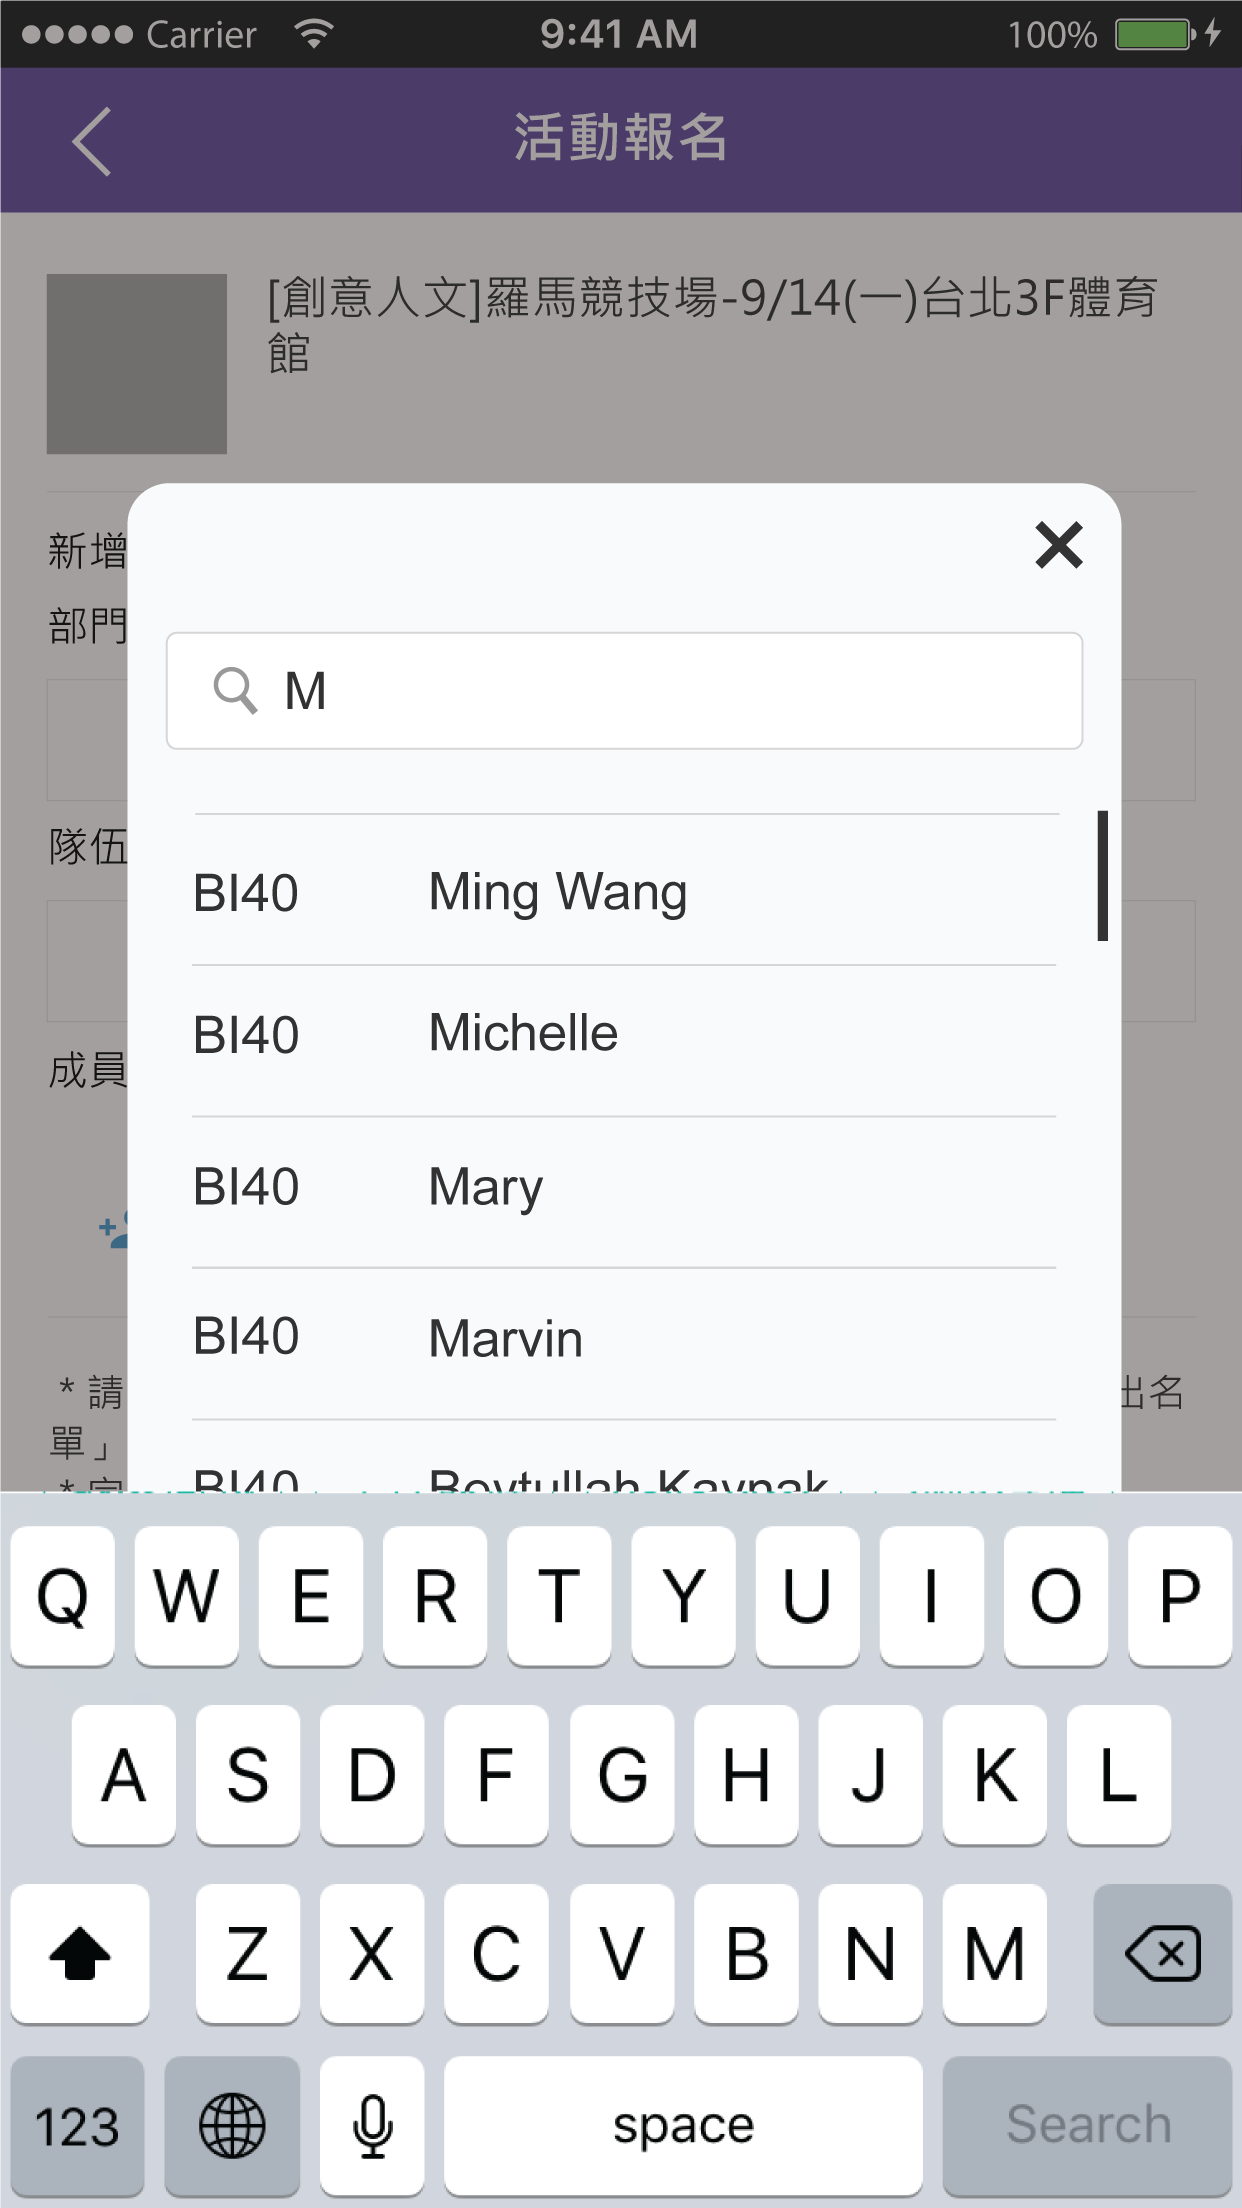 Carrier 9:41 AM 100%
活動報名
[創意人文]羅馬競技場-9/14(一)台北3F體育
館
新增
部門
M
隊伍
BI40 Ming Wang
BI40 Michelle
成員
BI40 Mary
BI40 Marvin
* 請 出名
單」
BI40 Beytullah Kaynak
Q W E R T Y U I O P
A S D F G H J K L
Z X C V B N M
123 space Search